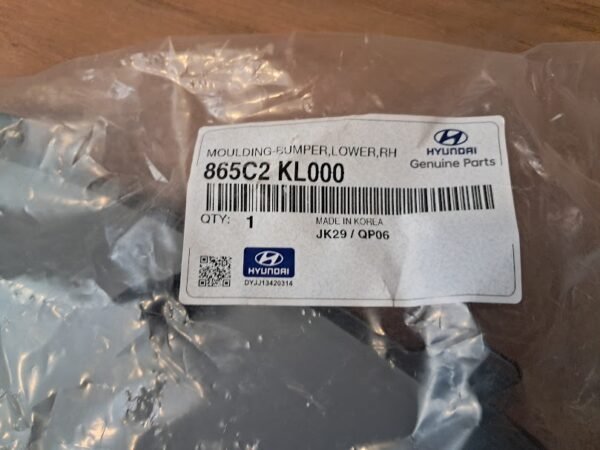 MOULDING-BUMPER,LOWER,RH
HYUNDAI
Genuine Parts
865C2 KL000
QTY: 1
MADE IN KOREA
JK29 / QP06
HYUNDAI
DYJJ13420314